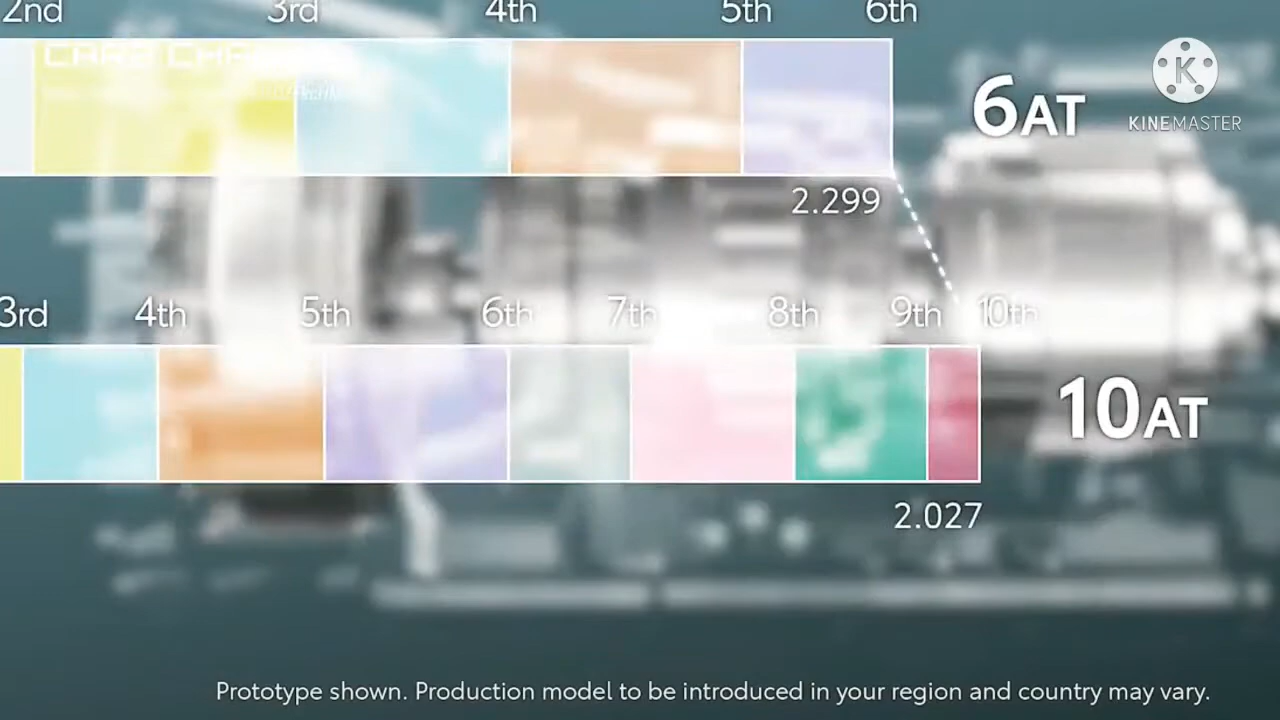 2nd 3rd 4th 5th 6th
6AT
KINEMASTER
2.299
3rd 4th 5th 6th 7th 8th 9th 10th
10AT
2.027
Prototype shown. Production model to be introduced in your region and country may vary.